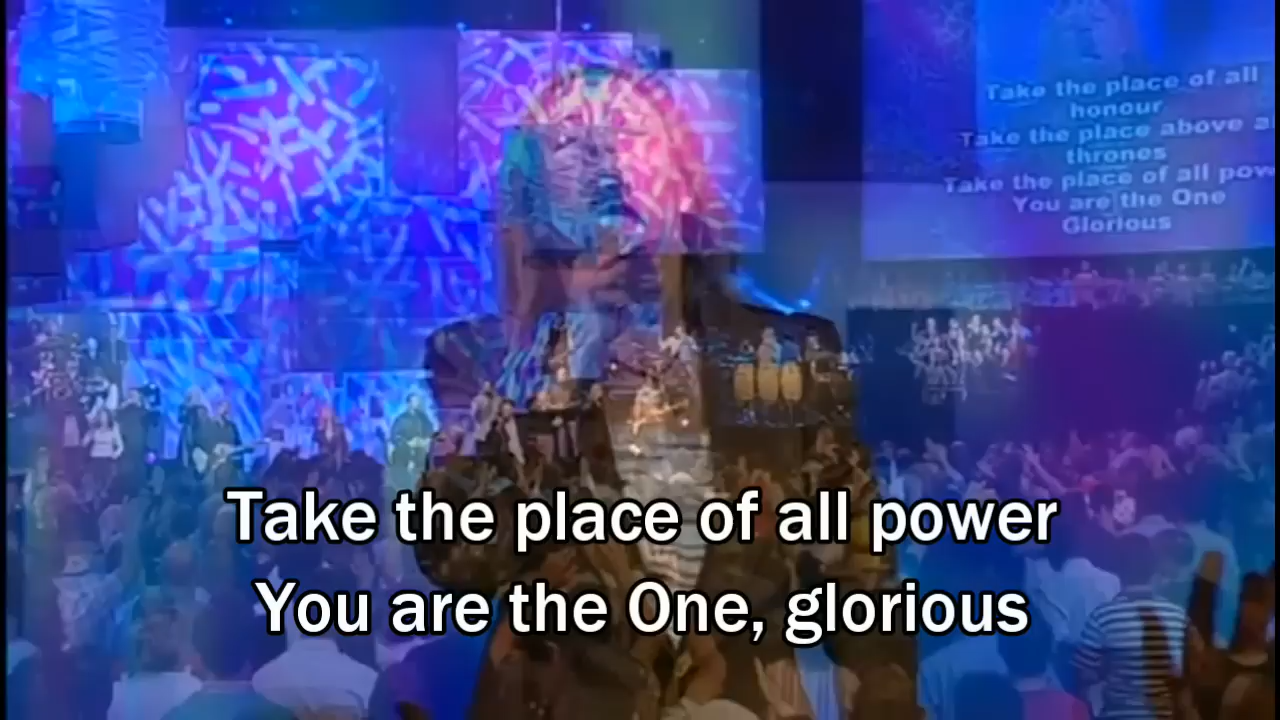 Take the place of all
honour
Take the place above
thrones
Take the place of all
You are the One
Glorious
Take the place of all power
You are the One, glorious